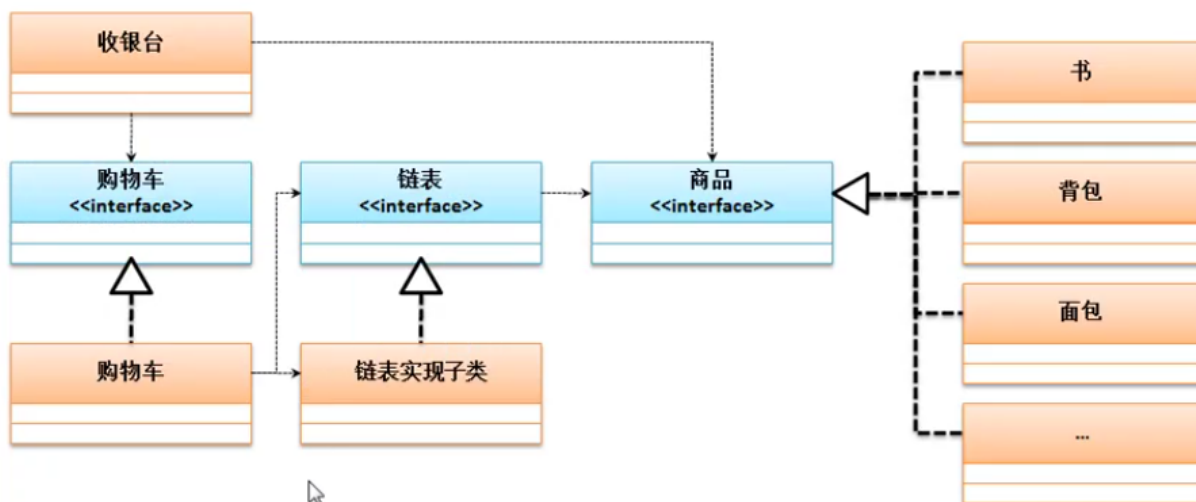 收银台
书
购物车
<<interface>>
链表
<<interface>>
商品
<<interface>>
背包
面包
购物车
链表实现子类
...